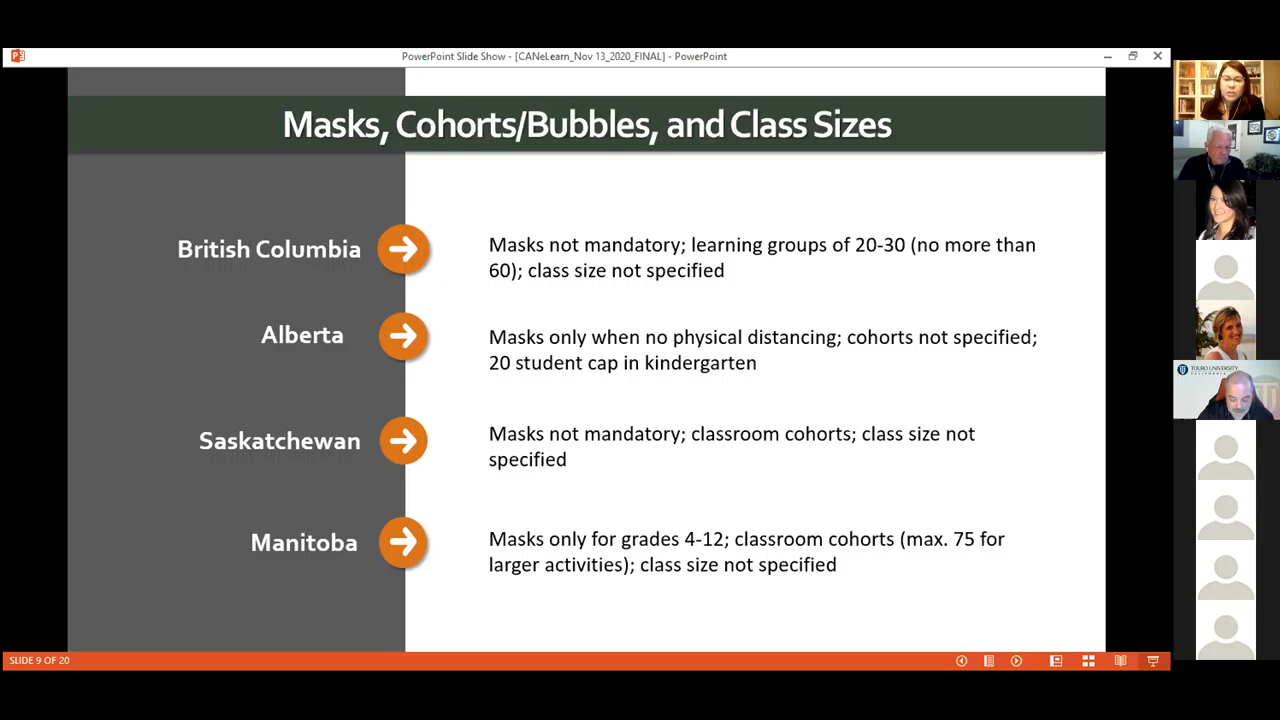 PowerPoint Slide Show - [CANeLearn_Nov 13_2020_FINAL] - PowerPoint
Masks, Cohorts/Bubbles, and Class Sizes
British Columbia
Masks not mandatory; learning groups of 20-30 (no more than
60); class size not specified
Alberta
Masks only when no physical distancing; cohorts not specified;
20 student cap in kindergarten
Saskatchewan
Masks not mandatory; classroom cohorts; class size not
specified
Manitoba
Masks only for grades 4-12; classroom cohorts (max. 75 for
larger activities); class size not specified
SLIDE 9 OF 20
TOURO UNIVERSITY
CALIFORNIA